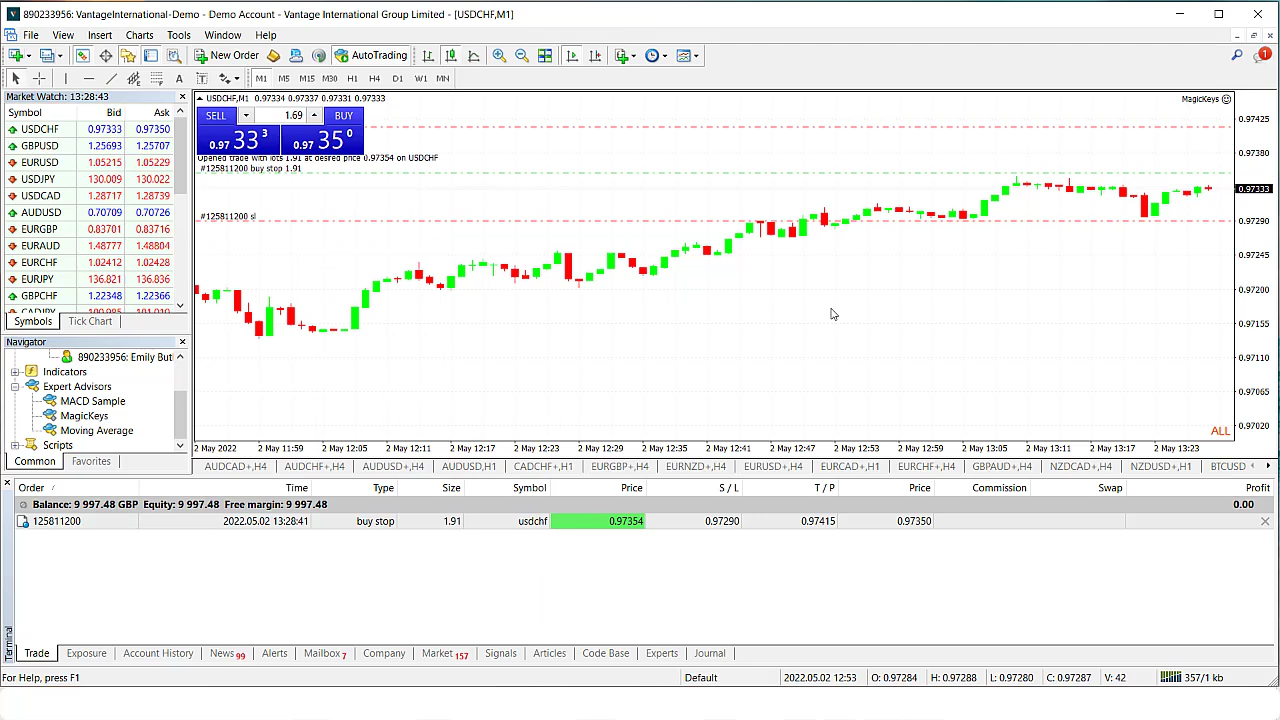 890233956: VantageInternational-Demo - Demo Account - Vantage International Group Limited - [USDCHF,M1]
File View Insert Charts Tools Window Help
New Order AutoTrading 1
A T M1 M5 M15 M30 H1 H4 D1 W1 MN
Market Watch: 13:28:43
Symbol Bid Ask
USDCHF 0.97333 0.97350
GBPUSD 1.25693 1.25707
EURUSD 1.05215 1.05229
USDJPY 130.009 130.022
USDCAD 1.28717 1.28739
AUDUSD 0.70709 0.70726
EURGBP 0.83701 0.83716
EURAUD 1.48777 1.48804
EURCHF 1.02412 1.02428
EURJPY 136.821 136.836
GBPCHF 1.22348 1.22366
Symbols Tick Chart
Navigator
890233956: Emily But
Indicators
Expert Advisors
MACD Sample
MagicKeys
Moving Average
Scripts
Common Favorites
USDCHF,M1 0.97334 0.97337 0.97331 0.97333
MagicKeys
SELL 1.69 BUY
0.97 33 3 0.97 35 0
Opened trade with lots 1.91 at desired price 0.97354 on USDCHF
#125811200 buy stop 1.91
#125811200 sl
0.97425
0.97380
0.97333
0.97290
0.97245
0.97200
0.97155
0.97110
0.97065
0.97020
ALL
2 May 2022 2 May 11:59 2 May 12:05 2 May 12:11 2 May 12:17 2 May 12:23 2 May 12:29 2 May 12:35 2 May 12:41 2 May 12:47 2 May 12:53 2 May 12:59 2 May 13:05 2 May 13:11 2 May 13:17 2 May 13:23
AUDCAD+,H4 AUDCHF+,H4 AUDUSD+,H4 AUDUSD,H1 CADCHF+,H1 EURGBP+,H4 EURNZD+,H4 EURUSD+,H4 EURCAD+,H1 EURCHF+,H4 GBPAUD+,H4 NZDCAD+,H4 NZDUSD+,H1 BTCUSD
Order Time Type Size Symbol Price S / L T / P Price Commission Swap Profit
Balance: 9 997.48 GBP Equity: 9 997.48 Free margin: 9 997.48 0.00
125811200 2022.05.02 13:28:41 buy stop 1.91 usdchf 0.97354 0.97290 0.97415 0.97350
Terminal
Trade Exposure Account History News 99 Alerts Mailbox 7 Company Market 157 Signals Articles Code Base Experts Journal
For Help, press F1 Default 2022.05.02 12:53 O: 0.97284 H: 0.97288 L: 0.97280 C: 0.97287 V: 42 357/1 kb